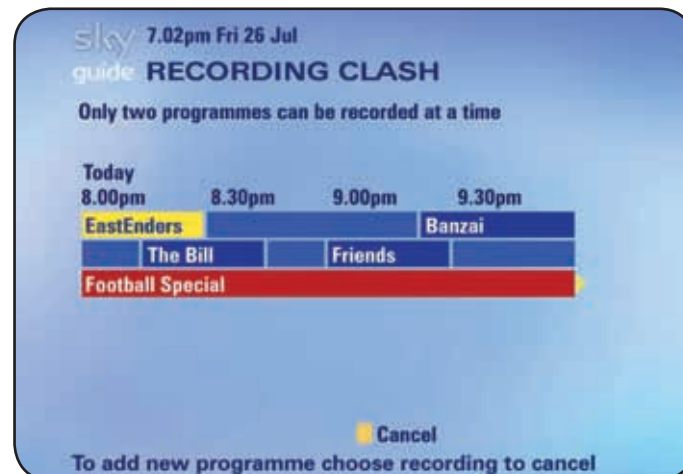 sky 7.02pm Fri 26 Jul
guide RECORDING CLASH
Only two programmes can be recorded at a time
Today
8.00pm 8.30pm 9.00pm 9.30pm
EastEnders Banzai
The Bill Friends
Football Special
Cancel
To add new programme choose recording to cancel